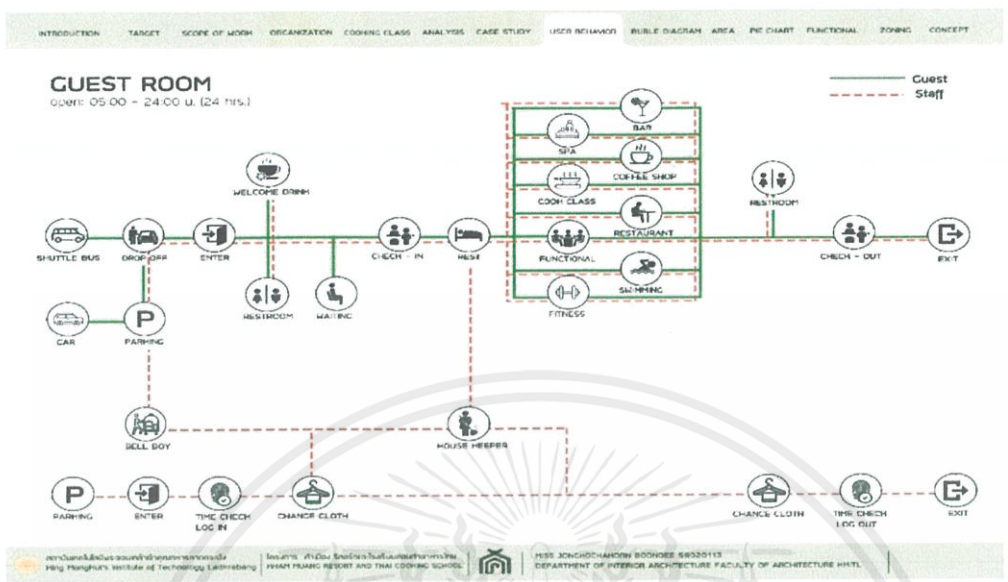 INTRODUCTION TARGET SCOPE OF WORK ORGANIZATION COOKING CLASS ANALYSIS CASE STUDY USER BEHAVIOR BUBLE DIAGRAM AREA PIE CHART FUNCTIONAL ZONING CONCEPT
GUEST ROOM
open: 05:00 - 24:00 น. (24 hrs.)
Guest
Staff
BAR
SPA
COFFEE SHOP
COOK CLASS
RESTAURANT
FUNCTIONAL
SWIMMING
FITNESS
WELCOME DRINK
RESTROOM
SHUTTLE BUS
DROP OFF
ENTER
CHECK - IN
REST
CHECK - OUT
EXIT
RESTROOM
WAITING
CAR
PARKING
BELL BOY
HOUSE KEEPER
PARKING
ENTER
TIME CHECK
LOG IN
CHANGE CLOTH
CHANGE CLOTH
TIME CHECK
LOG OUT
EXIT
King Mongkut's Institute of Technology Ladkrabang
KHAM MUANG RESORT AND THAI COOKING SCHOOL
DEPARTMENT OF INTERIOR ARCHITECTURE FACULTY OF ARCHITECTURE KMITL